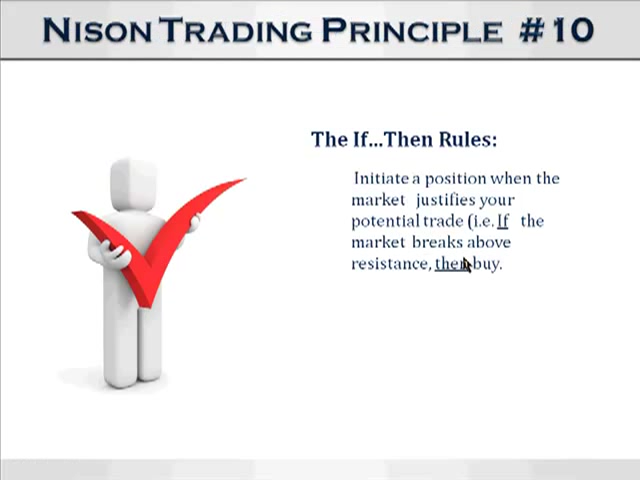 Nison Trading Principle #10
The If...Then Rules:
Initiate a position when the
market justifies your
potential trade (i.e. If the
market breaks above
resistance, then buy.